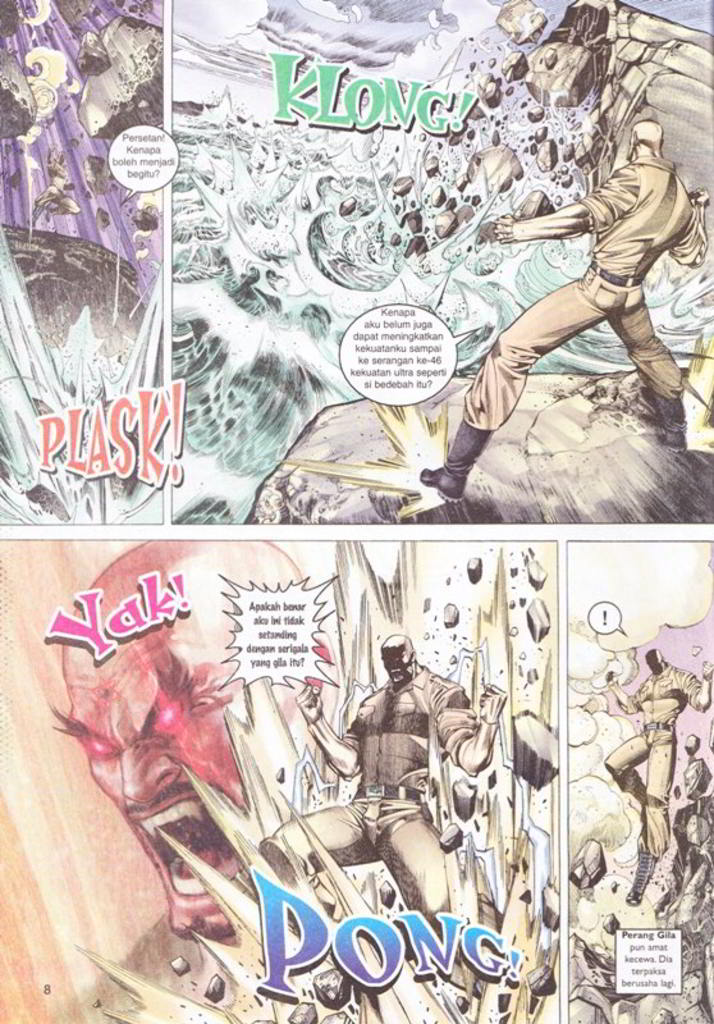 Persetan!
Kenapa
boleh menjadi
begitu?
PLASK!
KLONG!
Kenapa
aku belum juga
dapat meningkatkan
kekuatanku sampai
ke serangan ke-46
kekuatan ultra seperti
si bedebah itu?
Yak!
Apakah benar
aku ini tidak
setanding
dengan serigala
yang gila itu?
PONG!
!
Perang Gila
pun amat
kecewa. Dia
terpaksa
berusaha lagi.
8